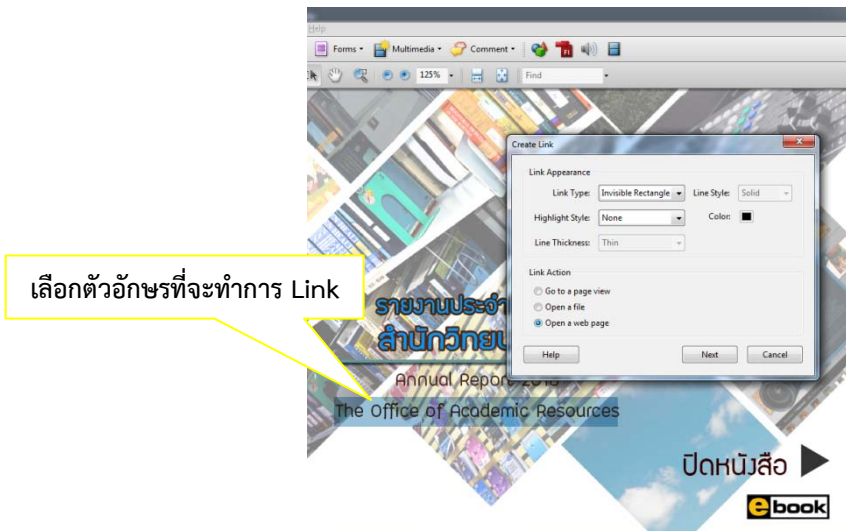 Help
Forms Multimedia Comment
125% Find
Create Link
Link Appearance
Link Type: Invisible Rectangle Line Style: Solid
Highlight Style: None Color:
Line Thickness: Thin
Link Action
Go to a page view
Open a file
Open a web page
Help Next Cancel
เลือกตัวอักษรที่จะทำการ Link
รายงานประจำ
สำนักวิทย
Annual Report 2018
The Office of Academic Resources
ปิดหนังสือ
ebook